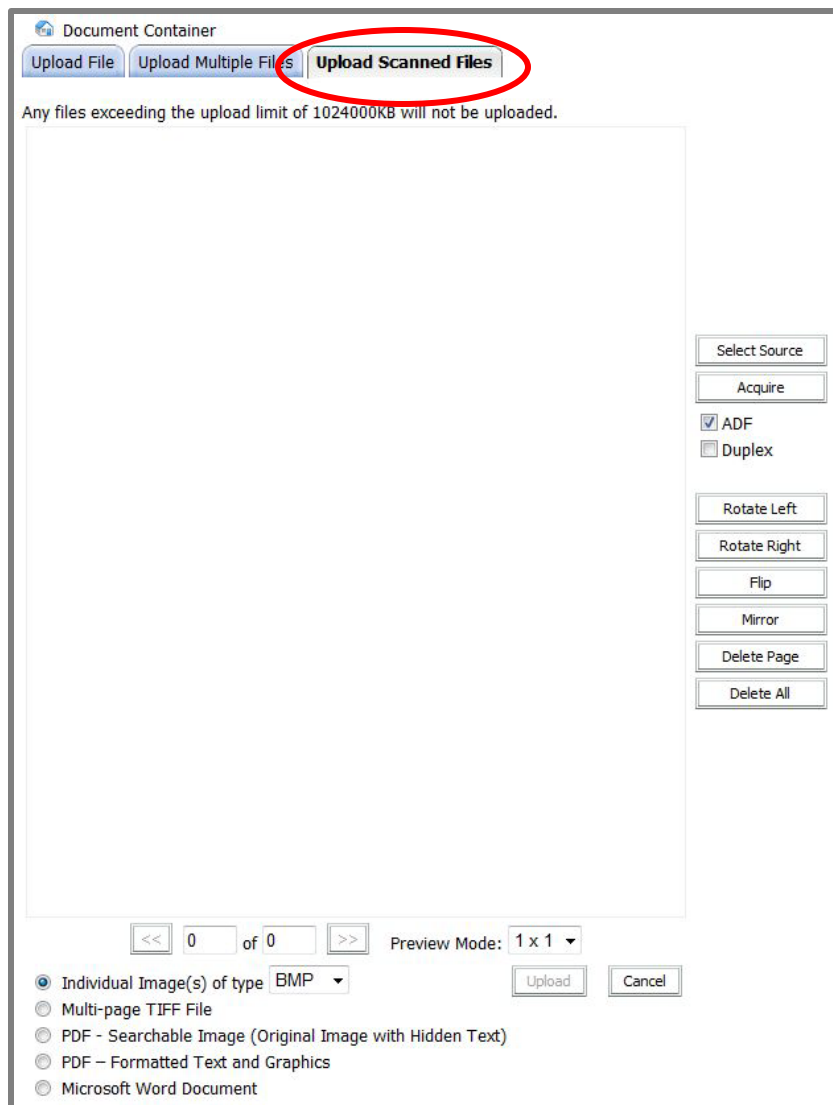 Document Container
Upload File Upload Multiple Files Upload Scanned Files
Any files exceeding the upload limit of 1024000KB will not be uploaded.
Select Source
Acquire
ADF
Duplex
Rotate Left
Rotate Right
Flip
Mirror
Delete Page
Delete All
<< 0 of 0 >> Preview Mode: 1 x 1
Individual Image(s) of type BMP Upload Cancel
Multi-page TIFF File
PDF - Searchable Image (Original Image with Hidden Text)
PDF – Formatted Text and Graphics
Microsoft Word Document